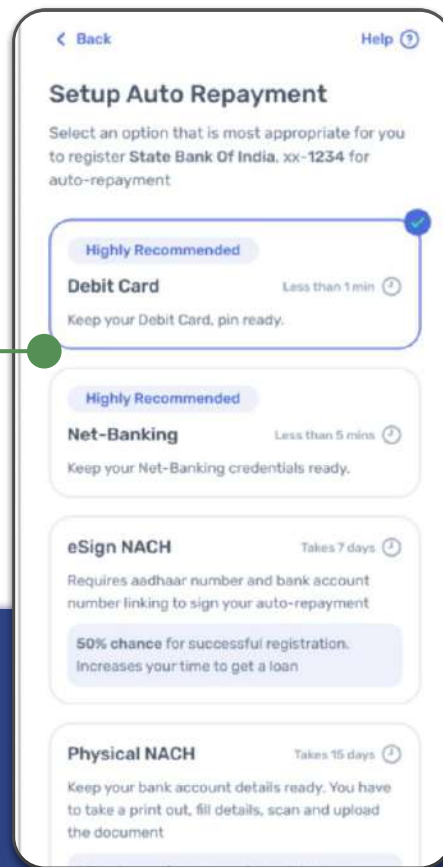 Back
Help
Setup Auto Repayment
Select an option that is most appropriate for you
to register State Bank Of India, xx-1234 for
auto-repayment
Highly Recommended
Debit Card
Less than 1 min
Keep your Debit Card, pin ready.
Highly Recommended
Net-Banking
Less than 5 mins
Keep your Net-Banking credentials ready.
eSign NACH
Takes 7 days
Requires aadhaar number and bank account
number linking to sign your auto-repayment
50% chance for successful registration.
Increases your time to get a loan
Physical NACH
Takes 15 days
Keep your bank account details ready. You have
to take a print out, fill details, scan and upload
the document